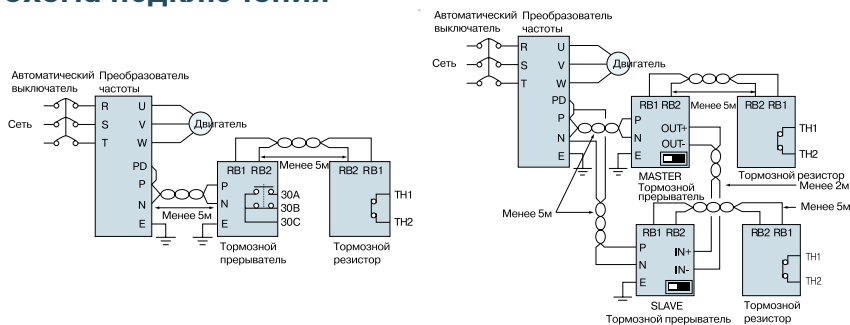 Схема подключения
Автоматический выключатель
Преобразователь частоты
Сеть
R
S
T
U
V
W
Двигатель
PD
P
N
E
Менее 5м
P
N
E
RB1 RB2
30A
30B
30C
Тормозной прерыватель
Менее 5м
RB2 RB1
TH1
TH2
Тормозной резистор
Автоматический выключатель
Преобразователь частоты
Сеть
R
S
T
U
V
W
Двигатель
PD
P
N
E
P
N
E
RB1 RB2
OUT+
OUT-
MASTER
Тормозной прерыватель
Менее 5м
RB2 RB1
TH1
TH2
Тормозной резистор
Менее 2м
Менее 5м
Менее 5м
P
N
E
RB1 RB2
IN+
IN-
SLAVE
Тормозной прерыватель
RB2 RB1
TH1
TH2
Тормозной резистор